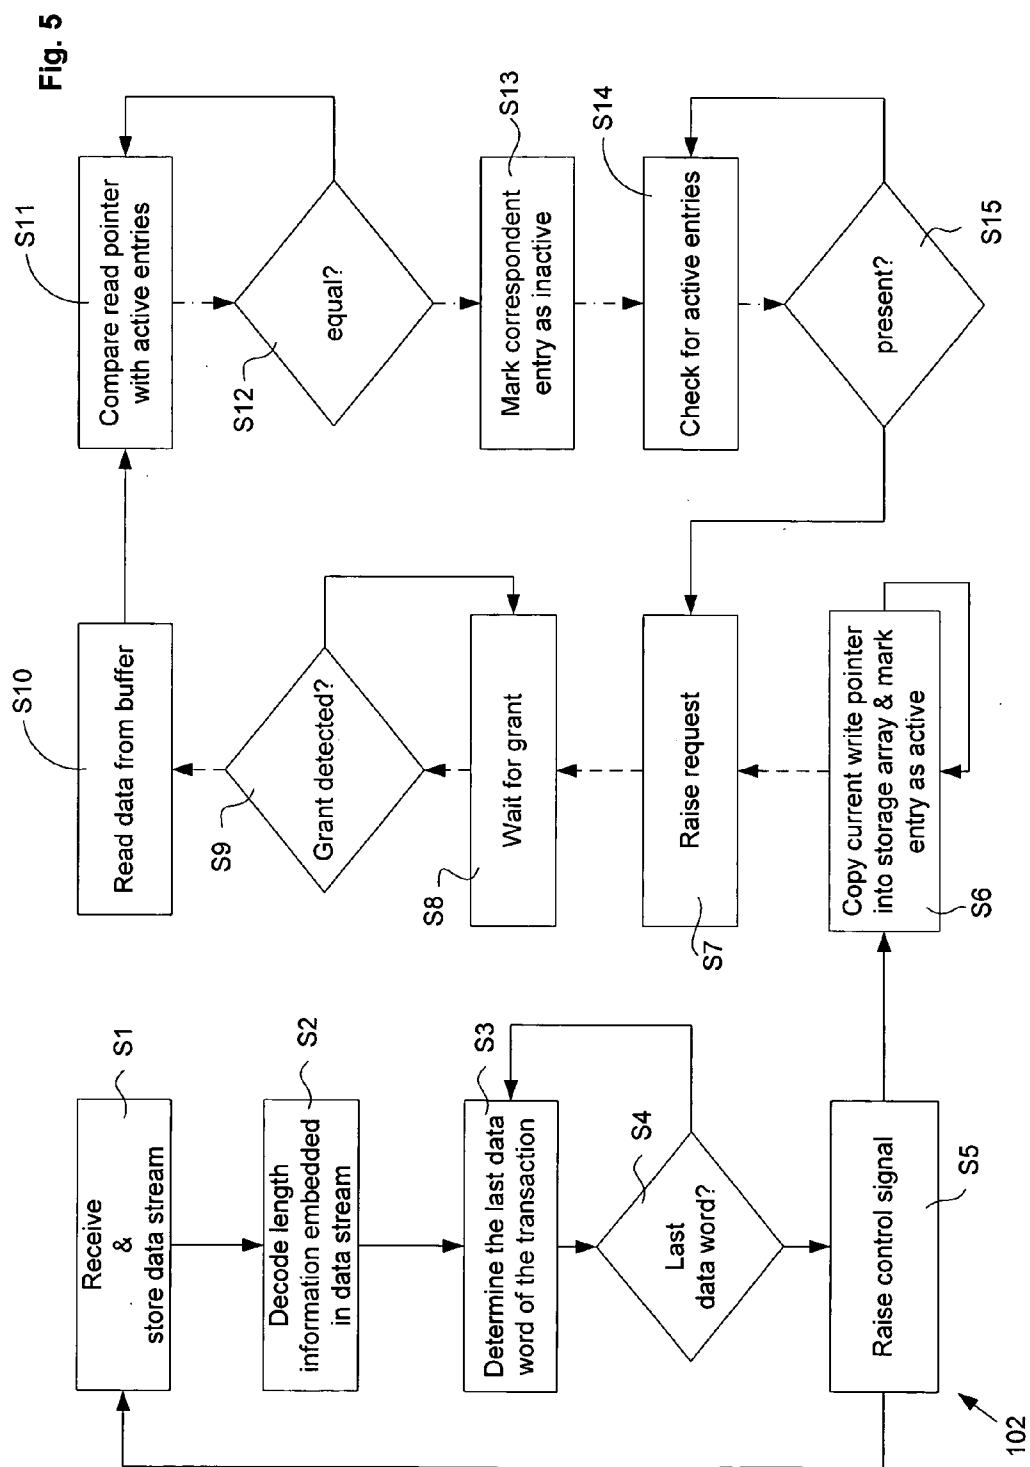 Fig. 5
S1
Receive
&
store data stream
S2
Decode length
information embedded
in data stream
S3
Determine the last data
word of the transaction
S4
Last
data word?
S5
Raise control signal
102
S6
Copy current write pointer
into storage array & mark
entry as active
S7
Raise request
S8
Wait for grant
S9
Grant detected?
S10
Read data from buffer
S11
Compare read pointer
with active entries
S12
equal?
S13
Mark correspondent
entry as inactive
S14
Check for active entries
S15
present?